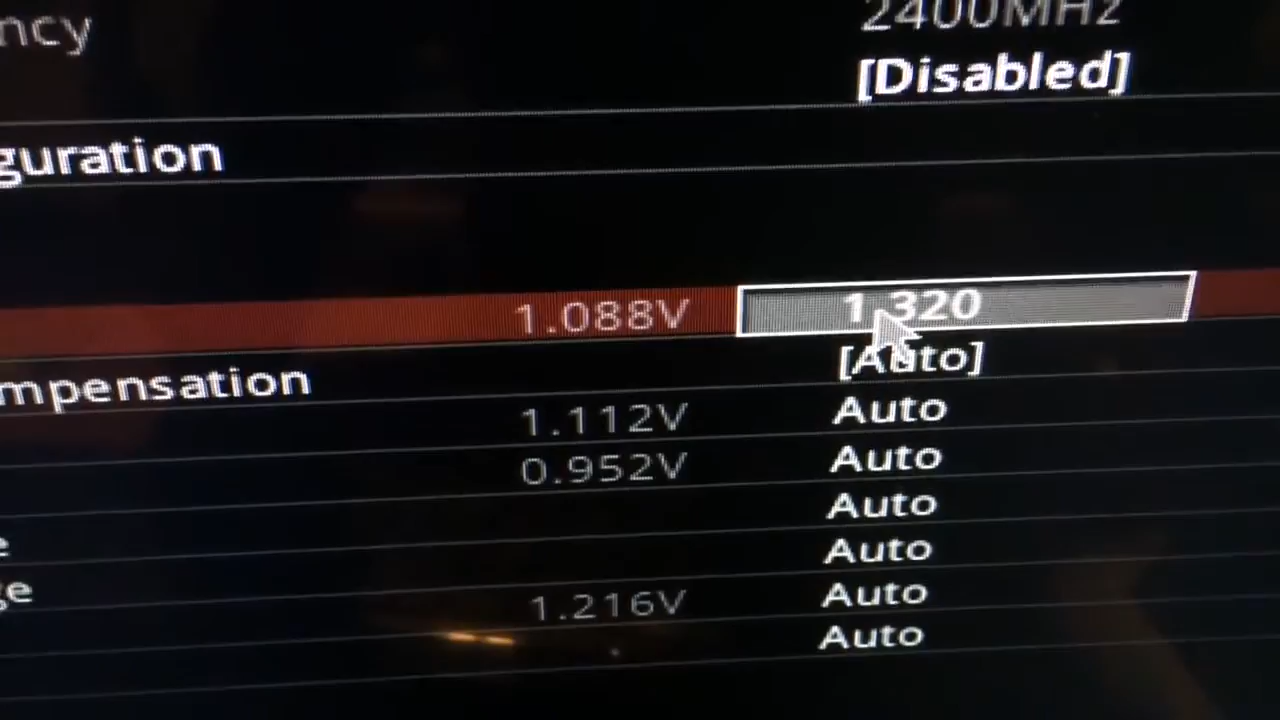 ncy 2400MHz
[Disabled]
guration
1.088V 1.320
mpensation [Auto]
1.112V Auto
0.952V Auto
Auto
e Auto
ge 1.216V Auto
Auto